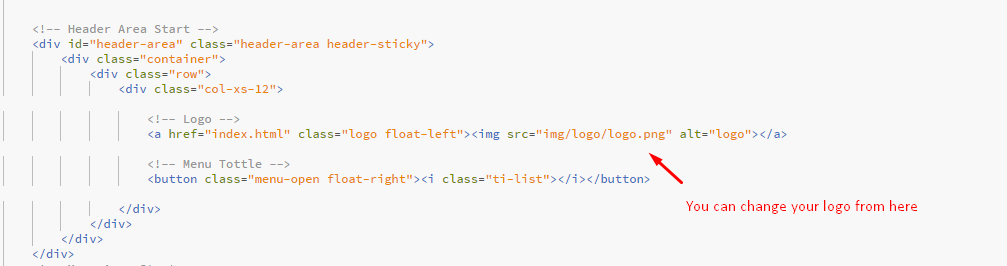 <!-- Header Area Start -->
<div id="header-area" class="header-area header-sticky">
<div class="container">
<div class="row">
<div class="col-xs-12">
<!-- Logo -->
<a href="index.html" class="logo float-left"><img src="img/logo/logo.png" alt="logo"></a>
<!-- Menu Tottle -->
<button class="menu-open float-right"><i class="ti-list"></i></button>
You can change your logo from here
</div>
</div>
</div>
</div>